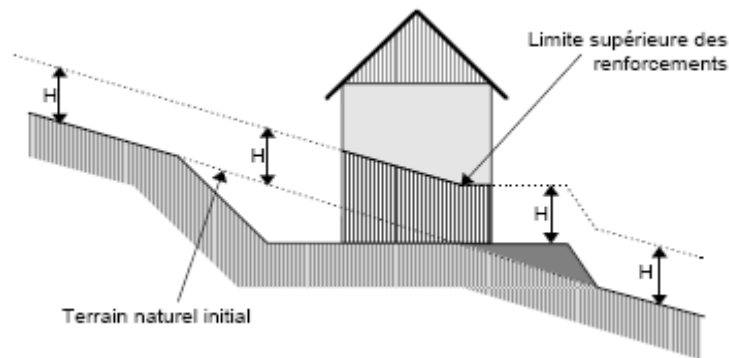 Limite supérieure des
renforcements
H
H
H
H
Terrain naturel initial